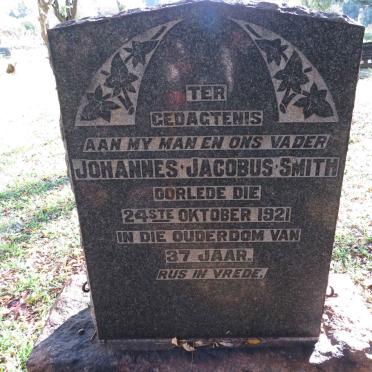 TER
GEDAGTENIS
AAN MY MAN EN ONS VADER
JOHANNES·JACOBUS·SMITH
OORLEDE DIE
24STE OKTOBER 1921
IN DIE OUDERDOM VAN
37 JAAR.
RUS IN VREDE.